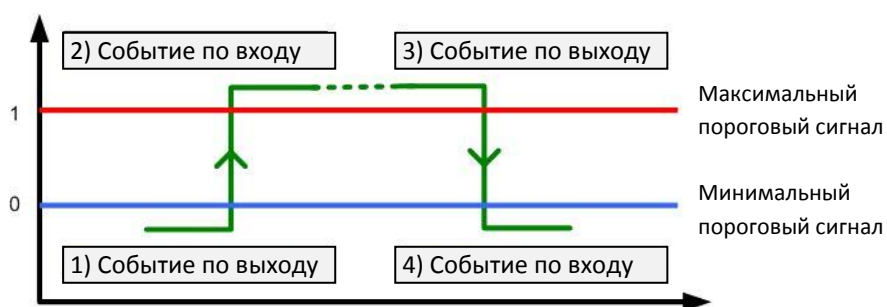 2) Событие по входу
3) Событие по выходу
1
Максимальный
пороговый сигнал
0
Минимальный
пороговый сигнал
1) Событие по выходу
4) Событие по входу